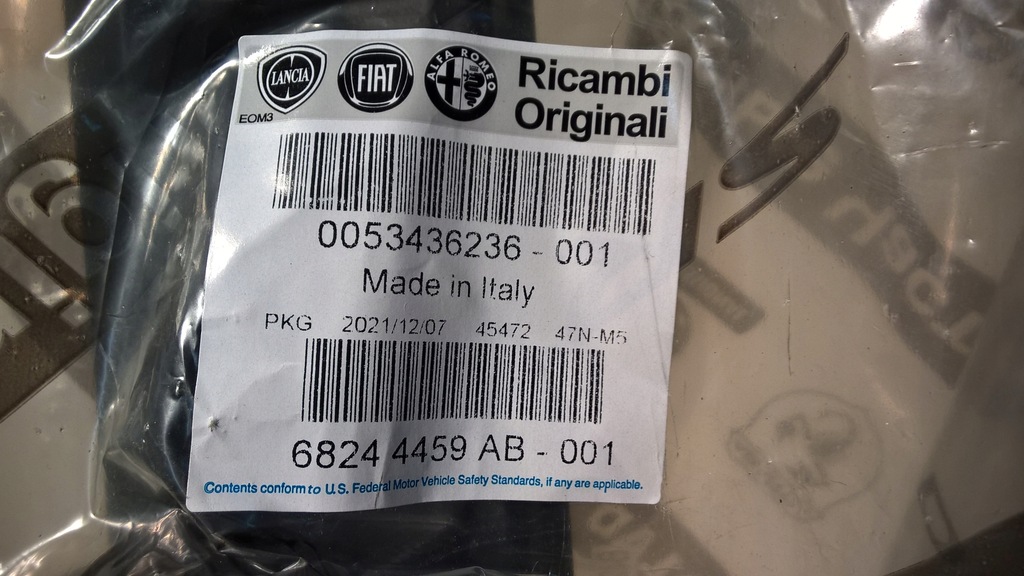 LANCIA FIAT ALFA ROMEO Ricambi
EOM3 Originali
0053436236 - 001
Made in Italy
PKG 2021/12/07 45472 47N-M5
6824 4459 AB - 001
Contents conform to U.S. Federal Motor Vehicle Safety Standards, if any are applicable.